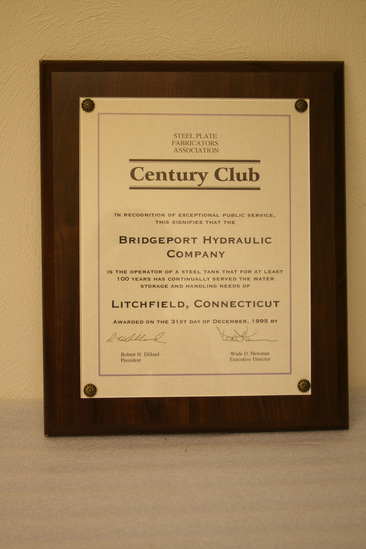 STEEL PLATE
FABRICATORS
ASSOCIATION
Century Club
IN RECOGNITION OF EXCEPTIONAL PUBLIC SERVICE,
THIS SIGNIFIES THAT THE
BRIDGEPORT HYDRAULIC
COMPANY
IS THE OPERATOR OF A STEEL TANK THAT FOR AT LEAST
100 YEARS HAS CONTINUALLY SERVED THE WATER
STORAGE AND HANDLING NEEDS OF
LITCHFIELD, CONNECTICUT
AWARDED ON THE 31ST DAY OF DECEMBER, 1995 BY
Robert H. Dillard Wade D. Newman
President Executive Director